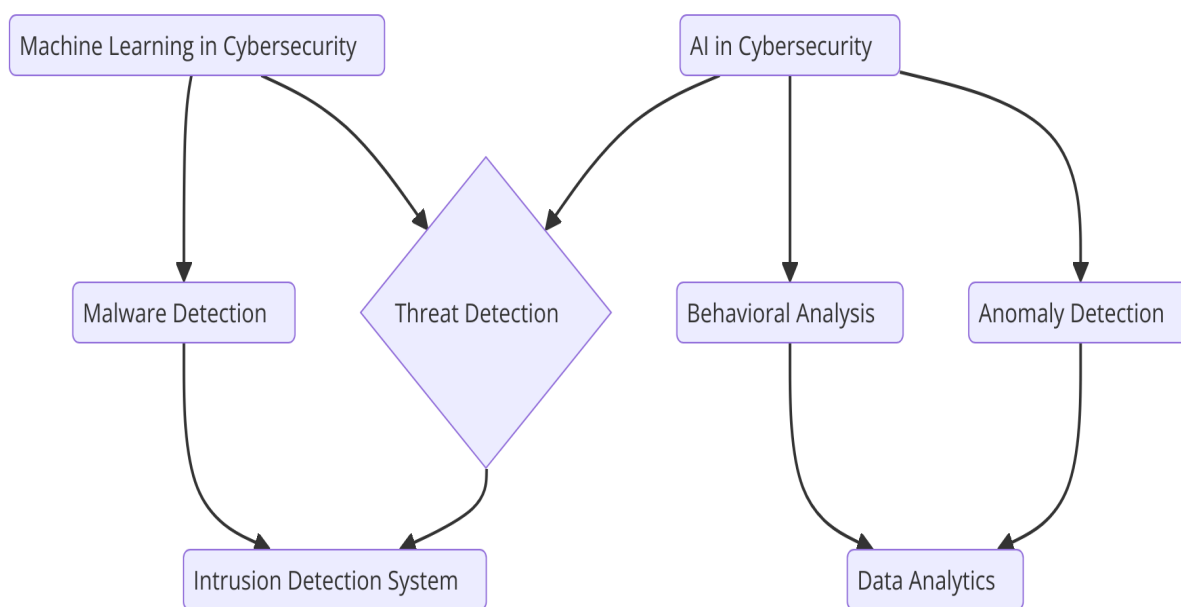 Machine Learning in Cybersecurity
AI in Cybersecurity
Malware Detection
Threat Detection
Behavioral Analysis
Anomaly Detection
Intrusion Detection System
Data Analytics